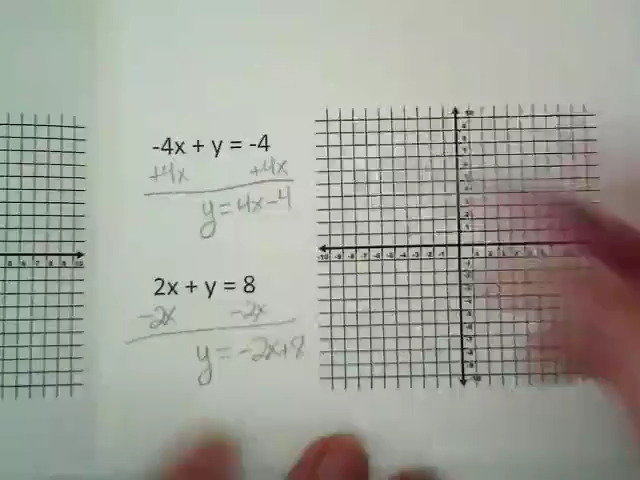 -4x + y = -4
+4x +4x
y = 4x - 4
2x + y = 8
-2x -2x
y = -2x+8